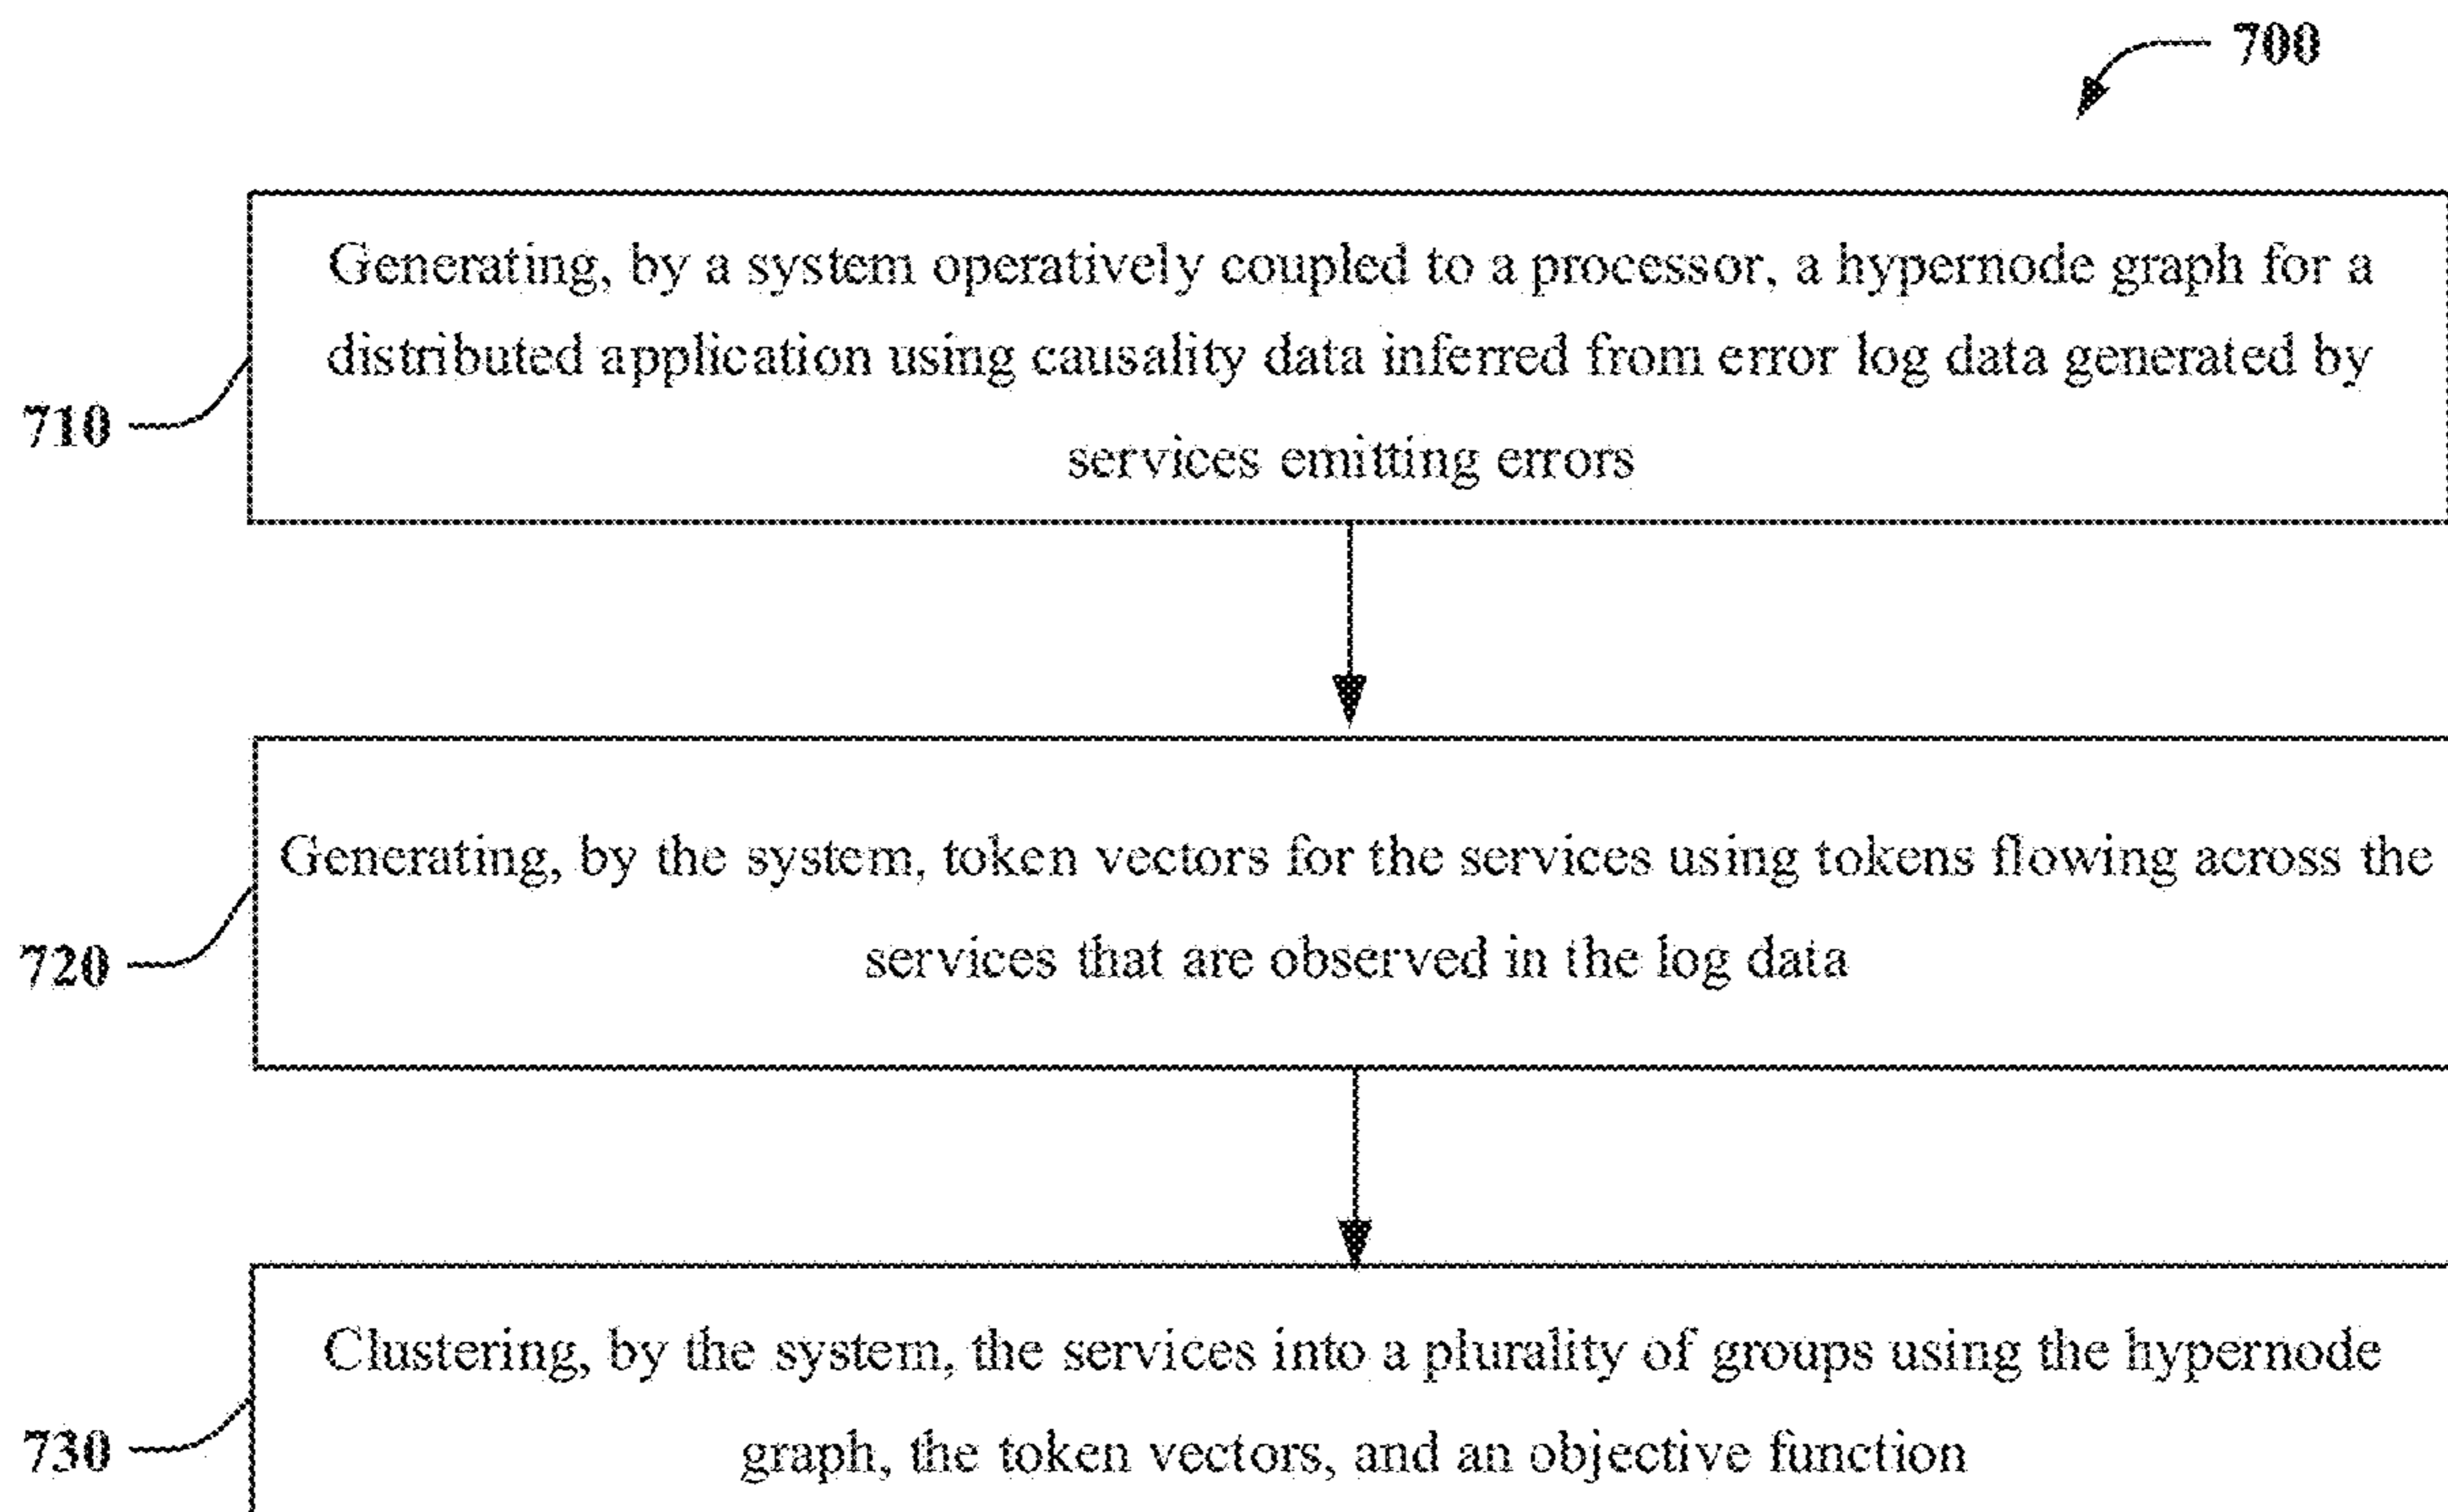 700
Generating, by a system operatively coupled to a processor, a hypernode graph for a
distributed application using causality data inferred from error log data generated by
710
services emitting errors
Generating, by the system, token vectors for the services using tokens flowing across the
services that are observed in the log data
720
Clustering, by the system, the services into a plurality of groups using the hypernode
graph, the token vectors, and an objective function
730